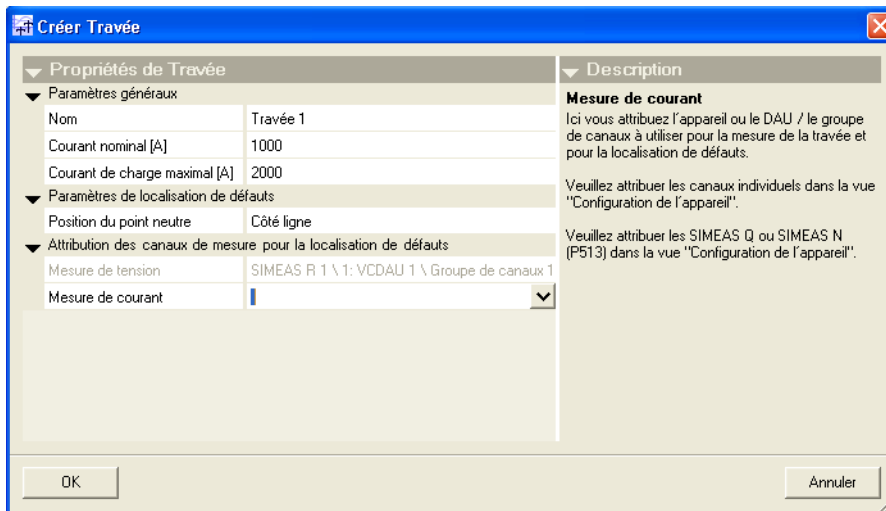 Créer Travée
Propriétés de Travée
Paramètres généraux
Nom Travée 1
Courant nominal [A] 1000
Courant de charge maximal [A] 2000
Paramètres de localisation de défauts
Position du point neutre Côté ligne
Attribution des canaux de mesure pour la localisation de défauts
Mesure de tension SIMEAS R 1 \ 1: VCDAU 1 \ Groupe de canaux 1
Mesure de courant
Description
Mesure de courant
Ici vous attribuez l´appareil ou le DAU / le groupe
de canaux à utiliser pour la mesure de la travée et
pour la localisation de défauts.
Veuillez attribuer les canaux individuels dans la vue
"Configuration de l´appareil".
Veuillez attribuer les SIMEAS Q ou SIMEAS N
(P513) dans la vue "Configuration de l´appareil".
OK
Annuler